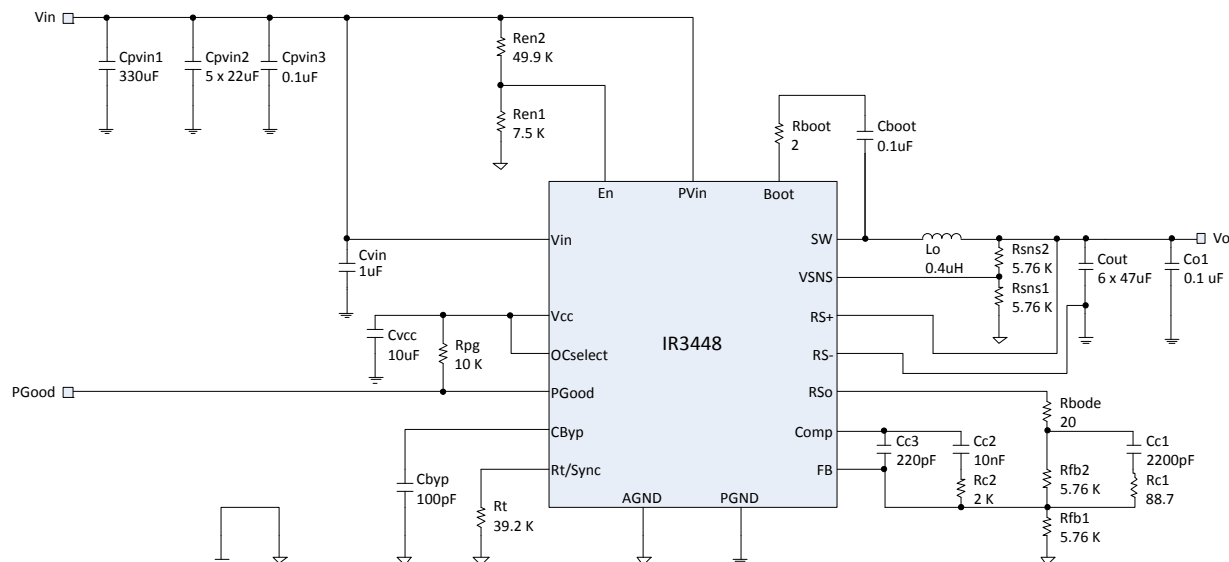 Vin
Cpvin1
330uF
Cpvin2
5 x 22uF
Cpvin3
0.1uF
Ren2
49.9 K
Ren1
7.5 K
Rboot
2
Cboot
0.1uF
En
PVin
Boot
Vin
Cvin
1uF
SW
Lo
0.4uH
Rsns2
5.76 K
Rsns1
5.76 K
Cout
6 x 47uF
Co1
0.1 uF
Vo
VSNS
Vcc
Cvcc
10uF
Rpg
10 K
OCselect
IR3448
RS+
RS-
PGood
PGood
RSo
Rbode
20
CByp
Cbyp
100pF
Comp
Cc3
220pF
Cc2
10nF
Rc2
2 K
Rfb2
5.76 K
Cc1
2200pF
Rc1
88.7
Rt/Sync
Rt
39.2 K
FB
AGND
PGND
Rfb1
5.76 K